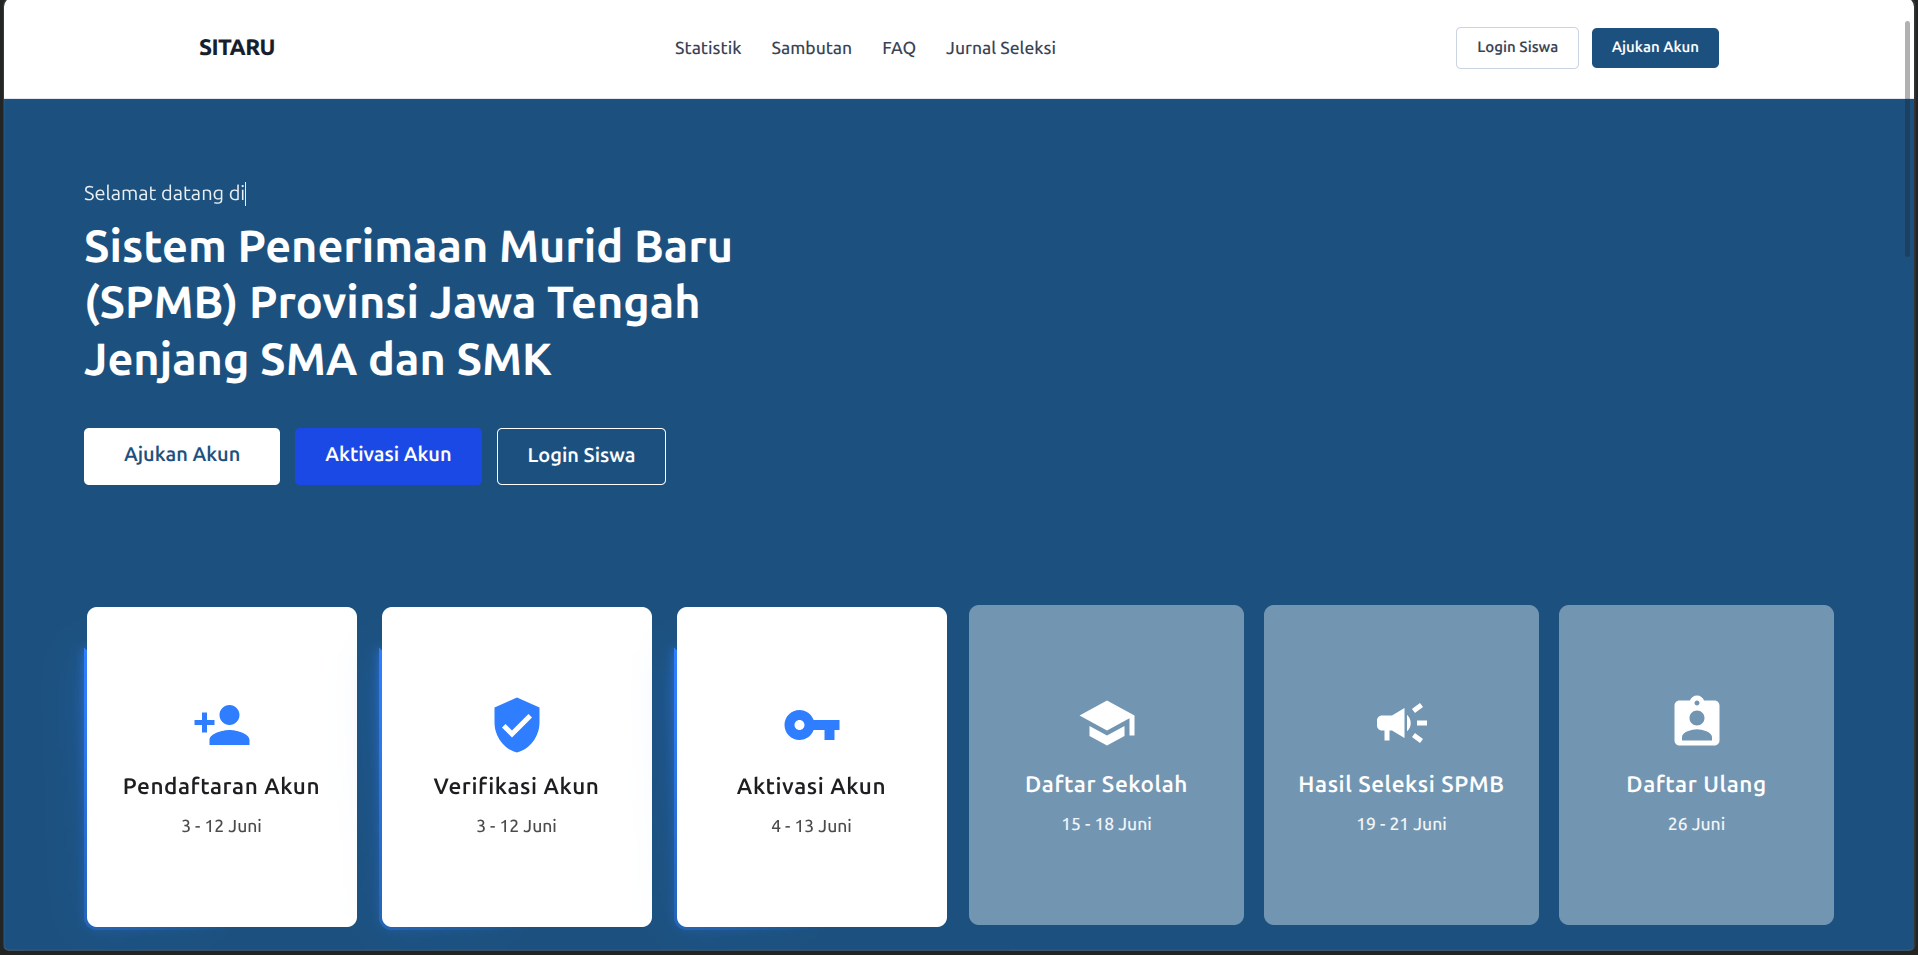 SITARU
Statistik
Sambutan
FAQ
Jurnal Seleksi
Login Siswa
Ajukan Akun
Selamat datang di
Sistem Penerimaan Murid Baru
(SPMB) Provinsi Jawa Tengah
Jenjang SMA dan SMK
Ajukan Akun
Aktivasi Akun
Login Siswa
Pendaftaran Akun
3 - 12 Juni
Verifikasi Akun
3 - 12 Juni
Aktivasi Akun
4 - 13 Juni
Daftar Sekolah
15 - 18 Juni
Hasil Seleksi SPMB
19 - 21 Juni
Daftar Ulang
26 Juni